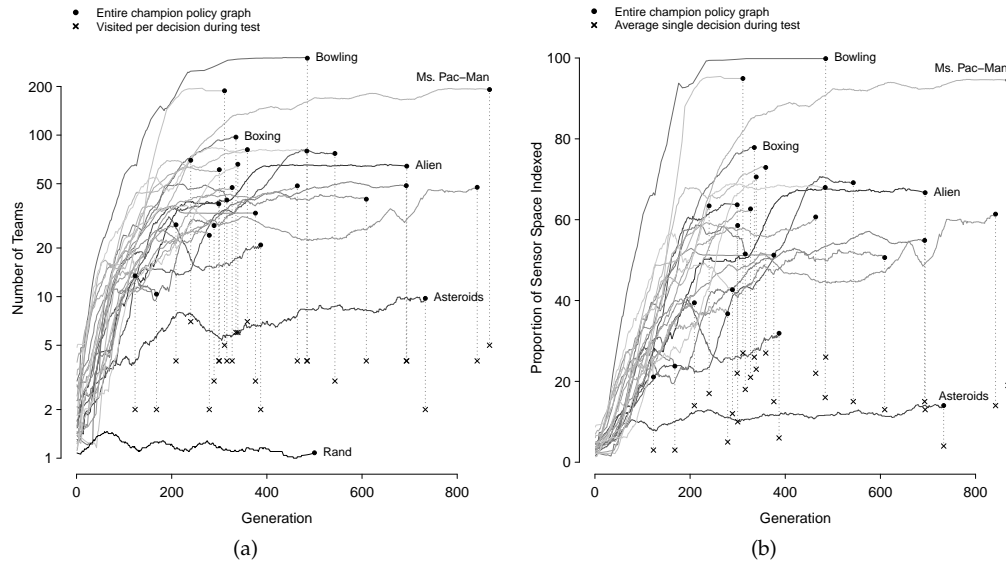 Entire champion policy graph
Visited per decision during test
Number of Teams
200
100
50
20
10
5
2
1
Bowling
Ms. Pac−Man
Boxing
Alien
Asteroids
Rand
0 200 400 600 800
Generation
(a)
Entire champion policy graph
Average single decision during test
Proportion of Sensor Space Indexed
100
80
60
40
20
0
Bowling
Ms. Pac−Man
Boxing
Alien
Asteroids
0 200 400 600 800
Generation
(b)